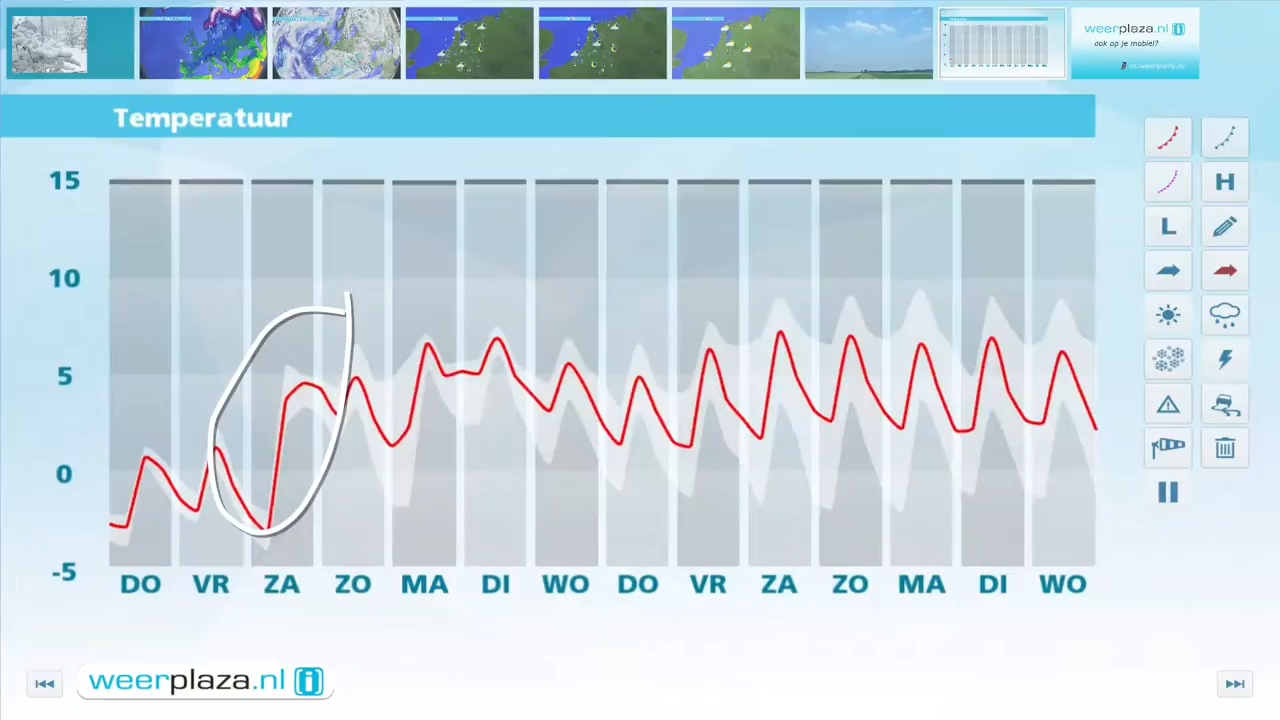 weerplaza.nl
ook op je mobiel?
Temperatuur
H
L
15
10
5
0
-5
DO VR ZA ZO MA DI WO DO VR ZA ZO MA DI WO
weerplaza.nl